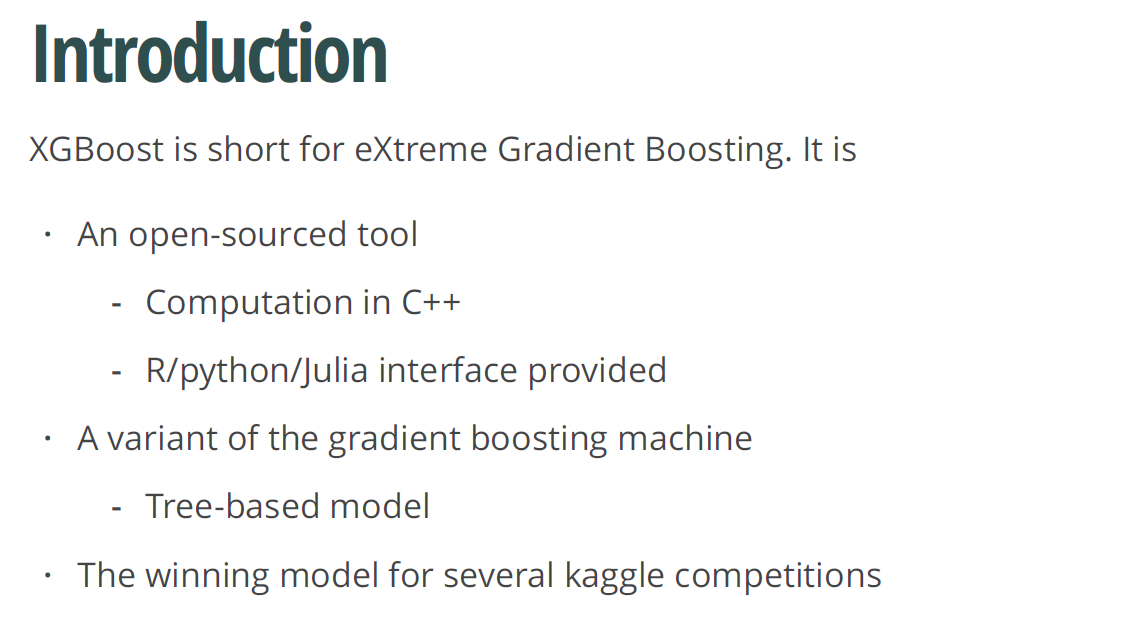 Introduction
XGBoost is short for eXtreme Gradient Boosting. It is
· An open-sourced tool
- Computation in C++
- R/python/Julia interface provided
· A variant of the gradient boosting machine
- Tree-based model
· The winning model for several kaggle competitions